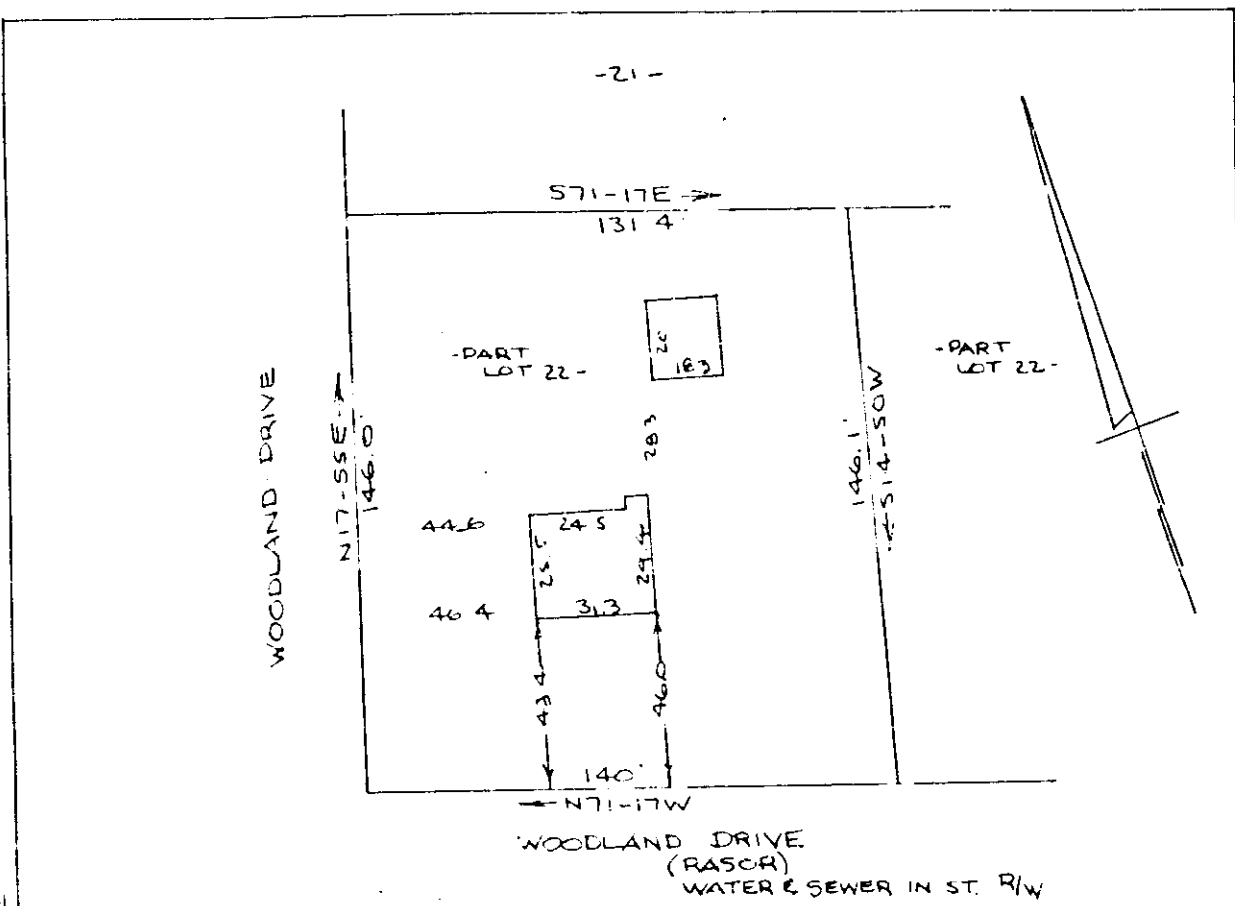 -21-
S71-17E
131.4'
-PART
LOT 22-
20
18.3
-PART
LOT 22-
WOODLAND DRIVE
N17-55E
146.0'
28.3
146.1'
S14-50W
44.6
24.5
25.5
29.4
46.4
31.3
43.4
46.0
140'
N71-17W
WOODLAND DRIVE
(RASOR)
WATER & SEWER IN ST. R/W